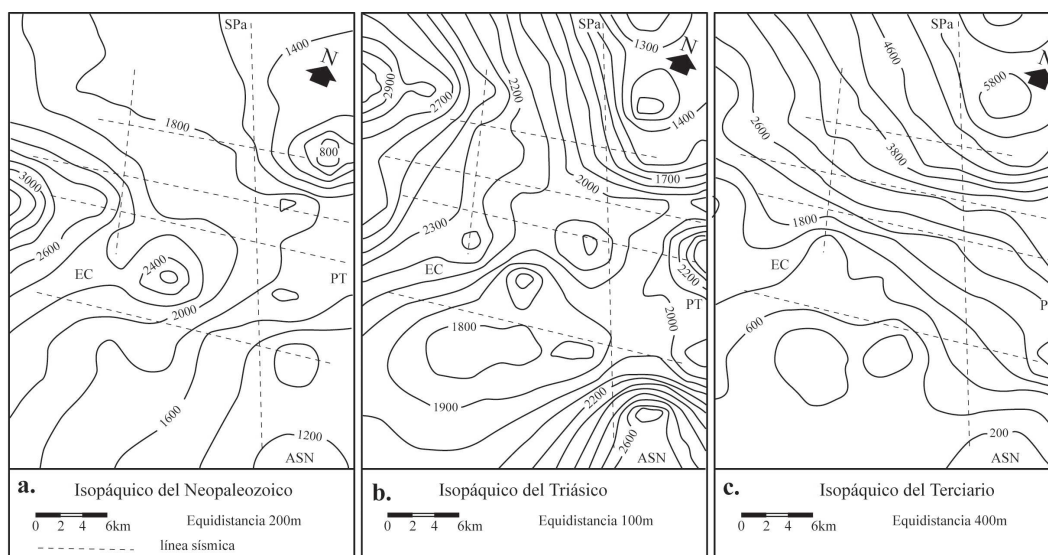 SPa
1400
N
1800
800
3000
2600
EC
2400
PT
2000
1600
1200
ASN
a.
Isopáquico del Neopaleozoico
0 2 4 6km
Equidistancia 200m
línea sísmica
SPa
1300
N
2900
2700
2200
1400
2000
1700
2300
EC
2200
PT
2000
1800
1900
2200
2600
ASN
b.
Isopáquico del Triásico
0 2 4 6km
Equidistancia 100m
SPa
4600
N
5800
2600
3800
1800
EC
P
600
200
ASN
c.
Isopáquico del Terciario
0 2 4 6km
Equidistancia 400m